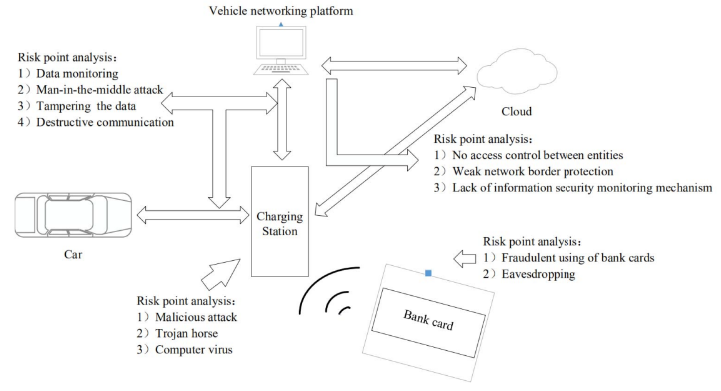 Vehicle networking platform
Risk point analysis：
1）Data monitoring
2）Man-in-the-middle attack
3）Tampering the data
4）Destructive communication
Cloud
Risk point analysis：
1）No access control between entities
2）Weak network border protection
3）Lack of information security monitoring mechanism
Charging
Station
Car
Risk point analysis：
1）Fraudulent using of bank cards
2）Eavesdropping
Risk point analysis：
1）Malicious attack
2）Trojan horse
3）Computer virus
Bank card